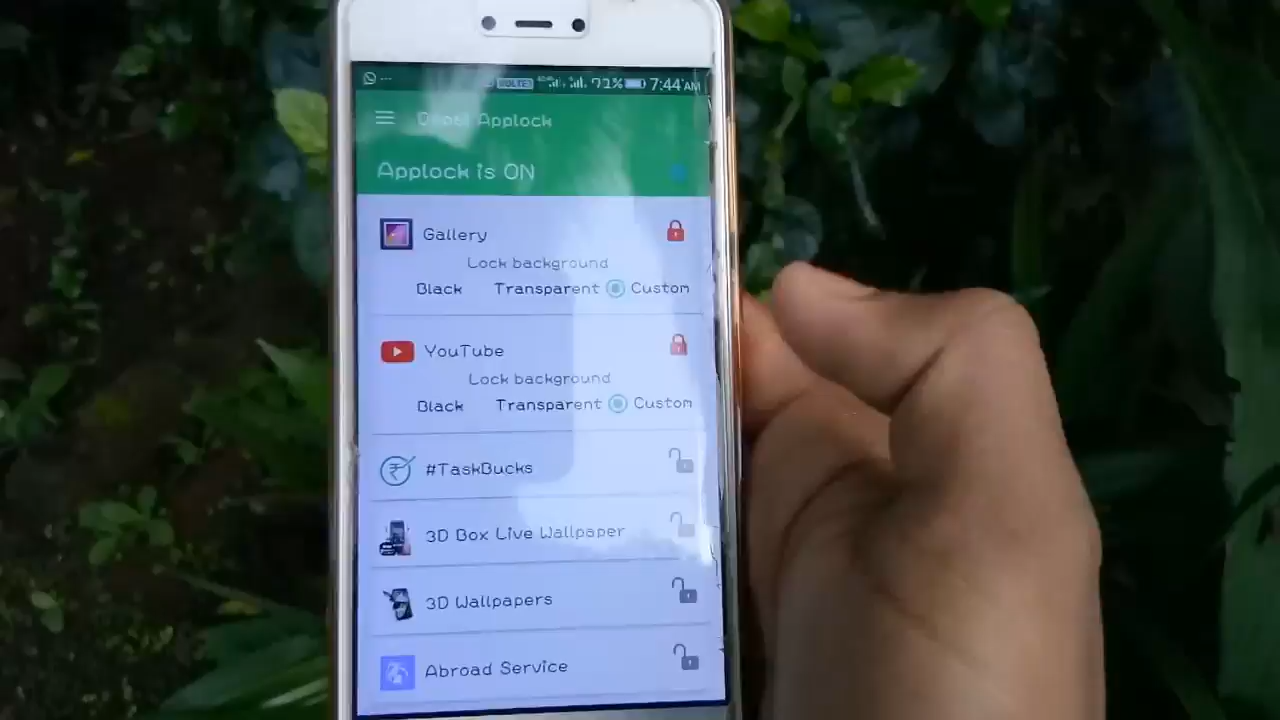 71% 7:44 AM
Applock
Applock is ON
Gallery
Lock background
Black Transparent Custom
YouTube
Lock background
Black Transparent Custom
#TaskBucks
3D Box Live Wallpaper
3D Wallpapers
Abroad Service